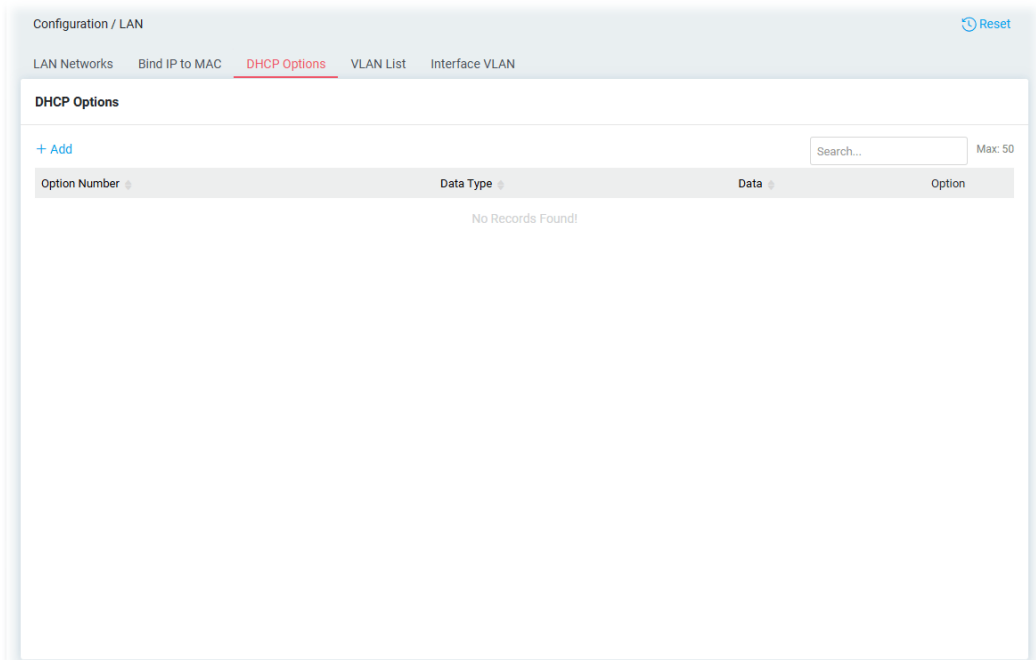 Configuration / LAN Reset
LAN Networks Bind IP to MAC DHCP Options VLAN List Interface VLAN
DHCP Options
+ Add Search... Max: 50
Option Number Data Type Data Option
No Records Found!